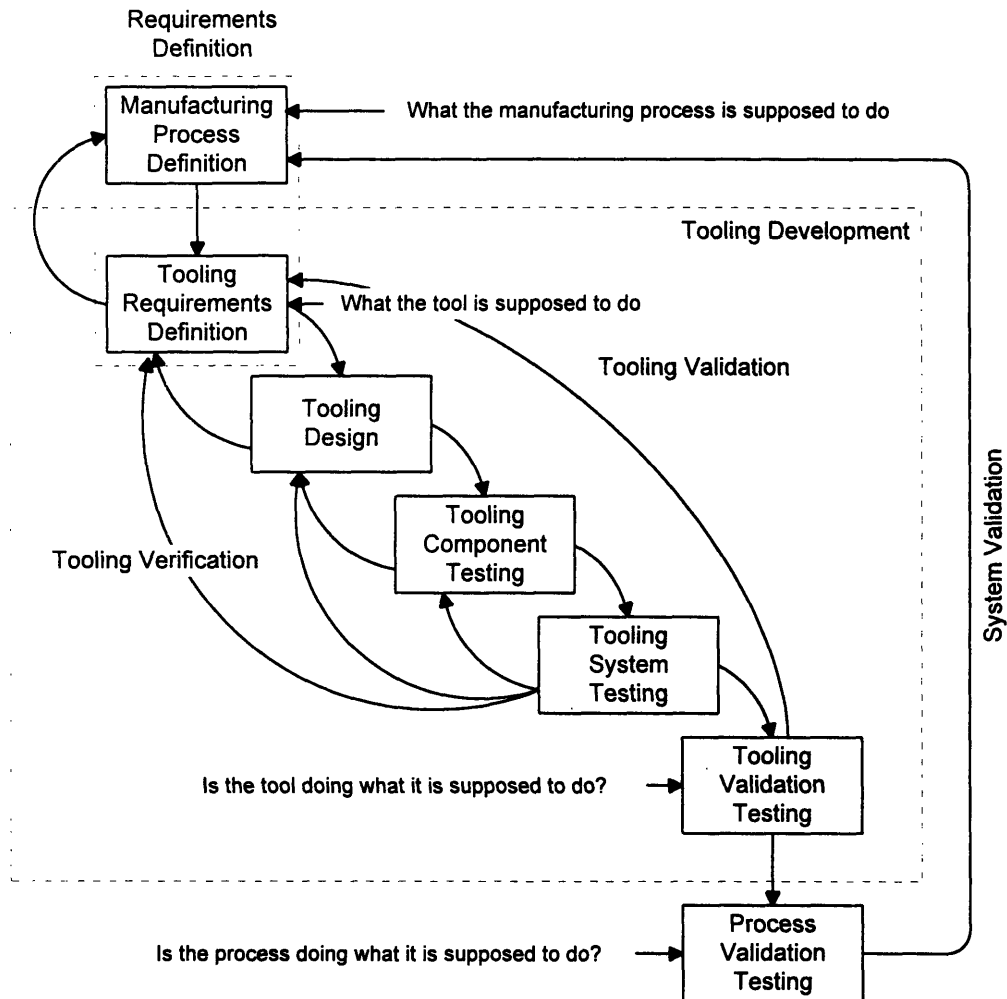 Requirements
Definition
Manufacturing
Process
Definition
What the manufacturing process is supposed to do
Tooling Development
Tooling
Requirements
Definition
What the tool is supposed to do
Tooling Validation
Tooling
Design
Tooling
Component
Testing
Tooling Verification
System Validation
Tooling
System
Testing
Tooling
Validation
Testing
Is the tool doing what it is supposed to do?
Process
Validation
Testing
Is the process doing what it is supposed to do?